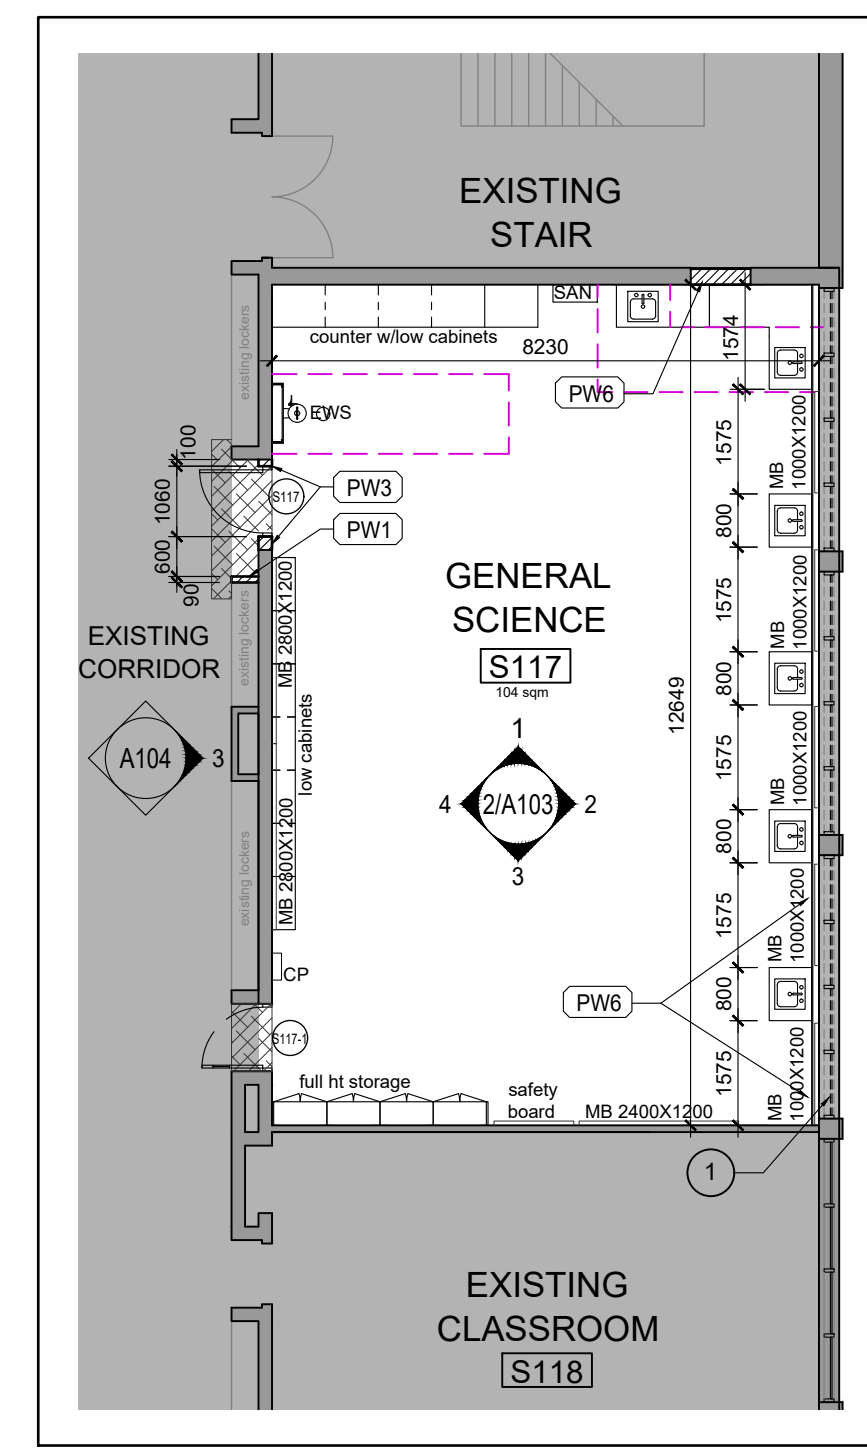 EXISTING
STAIR
existing lockers
SAN
counter w/low cabinets
8230
1574
PW6
EWS
100
1060
600
90
S117
PW3
PW1
1575
MB
1000X1200
800
GENERAL
SCIENCE
S117
104 sqm
EXISTING
CORRIDOR
existing lockers
MB 2800X1200
low cabinets
12649
1575
MB
1000X1200
800
A104
3
1
4
2/A103
2
3
1575
MB
1000X1200
800
existing lockers
MB 2800X1200
1575
MB
1000X1200
800
CP
PW6
S117-1
full ht storage
safety
board
MB 2400X1200
1575
MB
1000X1200
1
EXISTING
CLASSROOM
S118